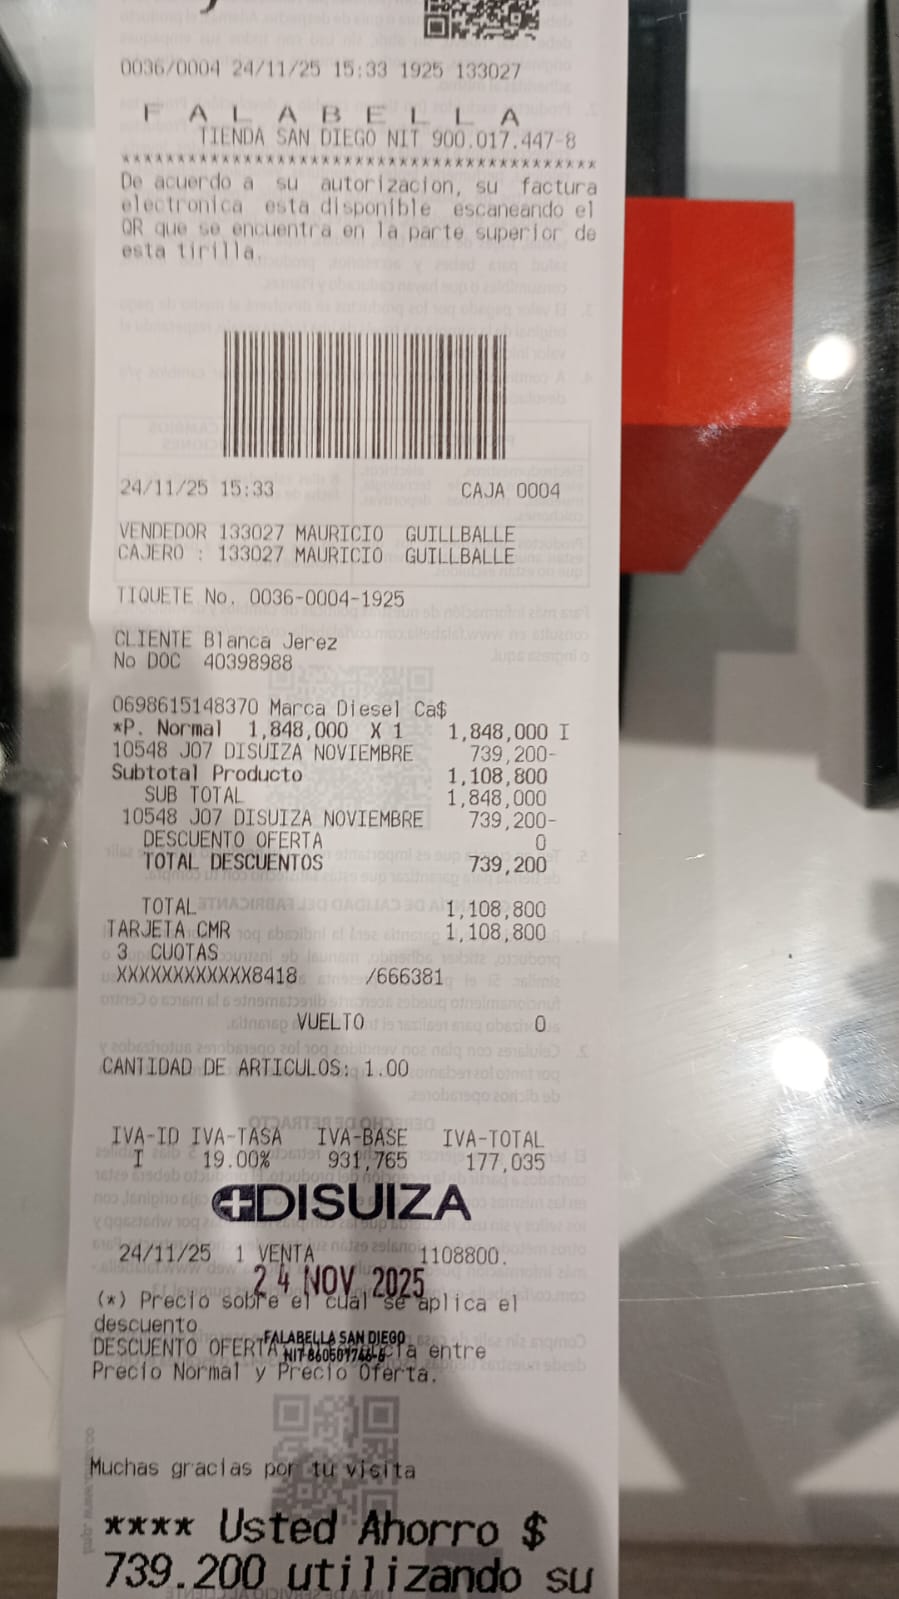 0036/0004 24/11/25 15:33 1925 133027
F A L A B E L L A
TIENDA SAN DIEGO NIT 900.017.447-8
******************************************
De acuerdo a su autorizacion, su factura
electronica esta disponible escaneando el
QR que se encuentra en la parte superior de
esta tirilla.
24/11/25 15:33 CAJA 0004
VENDEDOR 133027 MAURICIO GUILLBALLE
CAJERO : 133027 MAURICIO GUILLBALLE
TIQUETE No. 0036-0004-1925
CLIENTE Blanca Jerez
No DOC 40398988
0698615148370 Marca Diesel Ca$
*P. Normal 1,848,000 X 1 1,848,000 I
10548 J07 DISUIZA NOVIEMBRE 739,200-
Subtotal Producto 1,108,800
SUB TOTAL 1,848,000
10548 J07 DISUIZA NOVIEMBRE 739,200-
DESCUENTO OFERTA 0
TOTAL DESCUENTOS 739,200
TOTAL 1,108,800
TARJETA CMR 1,108,800
3 CUOTAS
XXXXXXXXXXXX8418 /666381
VUELTO 0
CANTIDAD DE ARTICULOS: 1.00
IVA-ID IVA-TASA IVA-BASE IVA-TOTAL
I 19.00% 931,765 177,035
DISUIZA
24/11/25 1 VENTA 1108800.
24 NOV 2025
(*) Precio sobre el cual se aplica el
descuento
FALABELLA SAN DIEGO
DESCUENTO OFERTA entre
Precio Normal y Precio Oferta.
Muchas gracias por tu visita
**** Usted Ahorro $
739.200 utilizando su